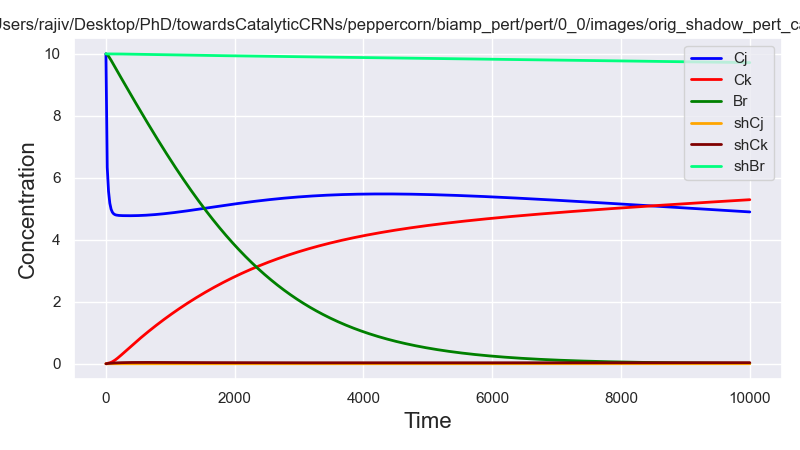 Users/rajiv/Desktop/PhD/towardsCatalyticCRNs/peppercorn/biamp_pert/pert/0_0/images/orig_shadow_pert_ca
Concentration
10
8
6
4
2
0
0
2000
4000
6000
8000
10000
Time
Cj
Ck
Br
shCj
shCk
shBr